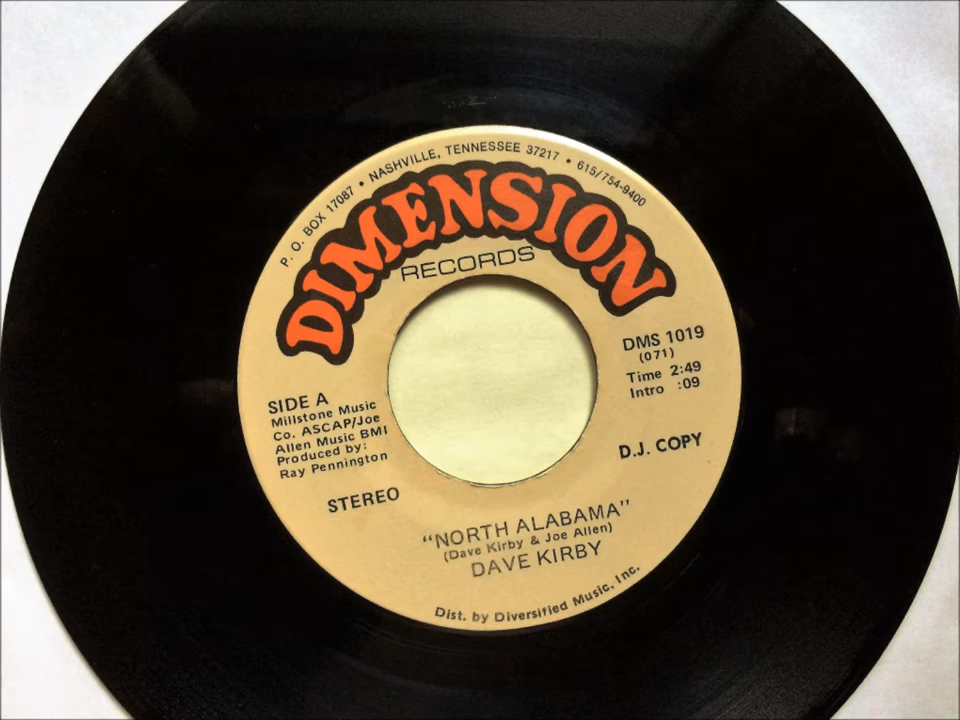 P. O. BOX 17087 • NASHVILLE, TENNESSEE 37217 • 615/754-9400
DIMENSION
RECORDS
DMS 1019
(071)
Time 2:49
Intro :09
SIDE A
Millstone Music
Co. ASCAP/Joe
Allen Music BMI
Produced by:
Ray Pennington
D.J. COPY
STEREO
“NORTH ALABAMA”
(Dave Kirby & Joe Allen)
DAVE KIRBY
Dist. by Diversified Music, Inc.